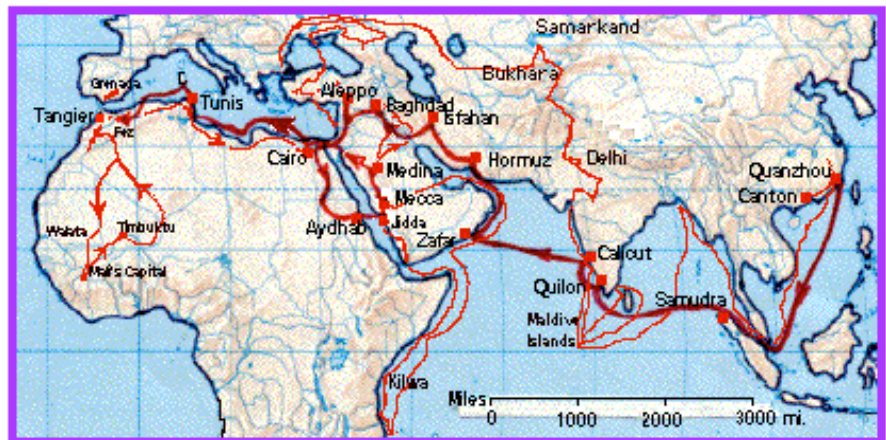 Samarkand
Bukhara
Grenada
Tunis
Aleppo
Baghdad
Isfahan
Tangier
Fez
Cairo
Medina
Hormuz
Delhi
Quanzhou
Canton
Mecca
Aydhab
Jidda
Walata
Timbuktu
Zafar
Calicut
Mali's Capital
Quilon
Samudra
Maldive
Islands
Kilwa
Miles
0 1000 2000 3000 mi.